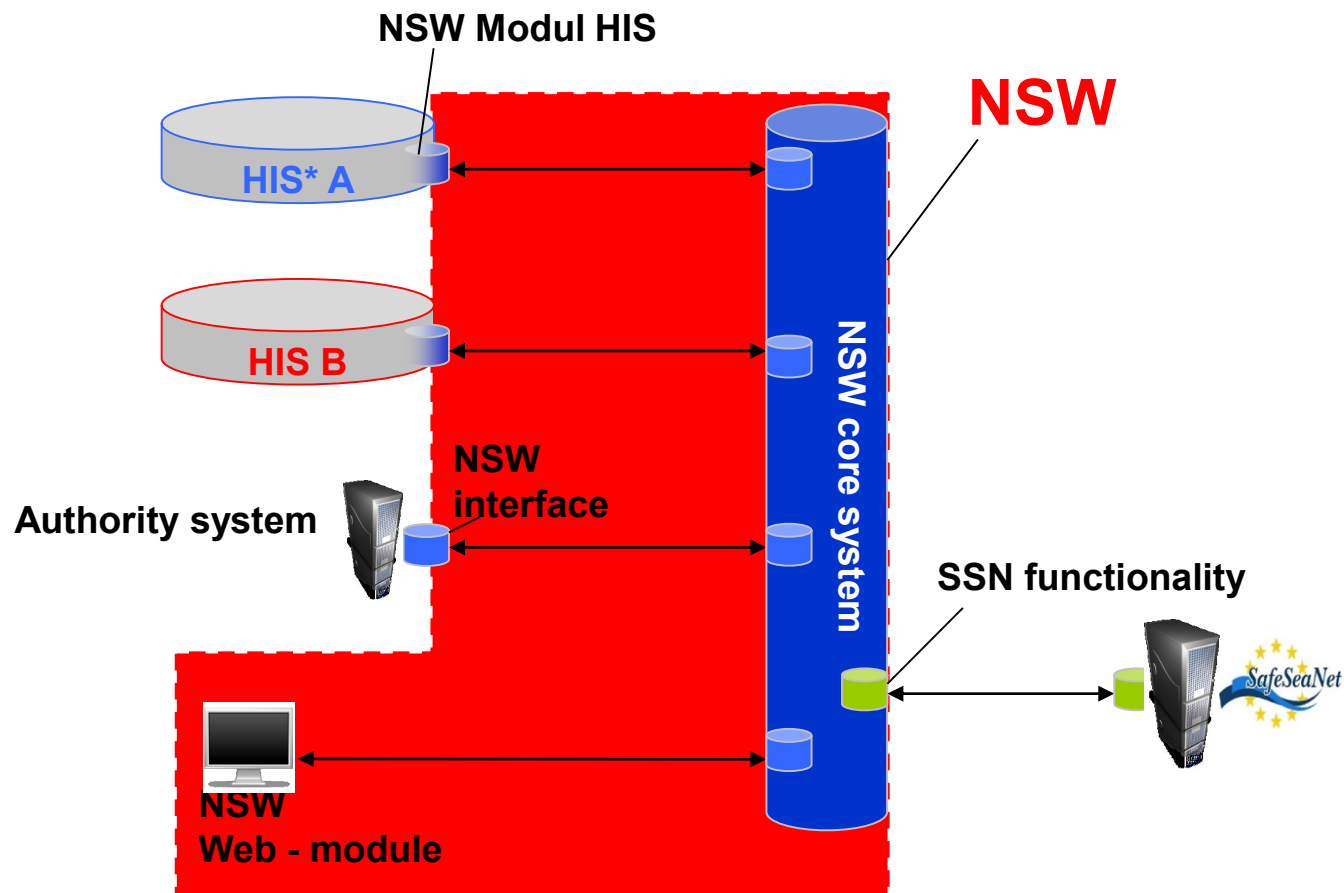 NSW Modul HIS
NSW
HIS* A
HIS B
NSW core system
NSW
interface
Authority system
SSN functionality
SafeSeaNet
NSW
Web - module